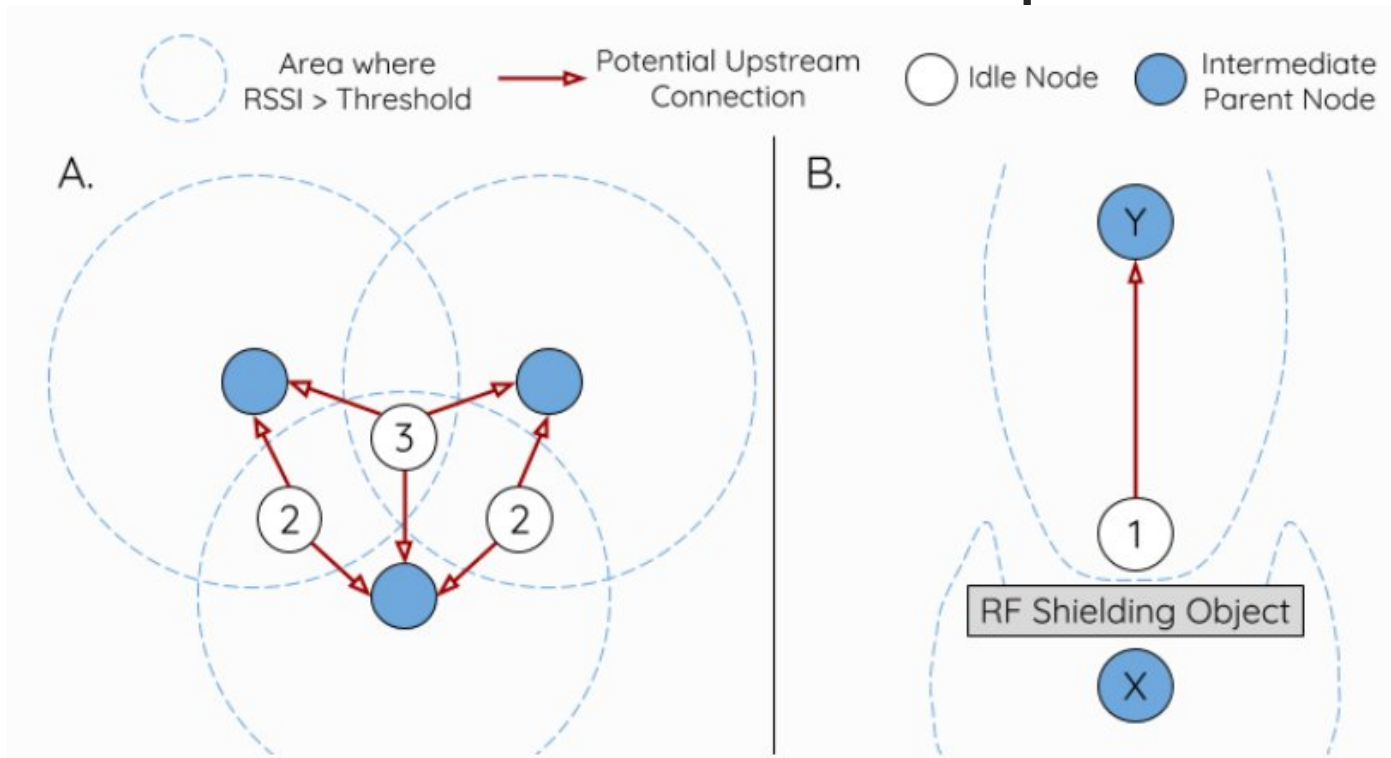 Area where
RSSI > Threshold
Potential Upstream
Connection
Idle Node
Intermediate
Parent Node
A.
3
2
2
B.
Y
1
RF Shielding Object
X